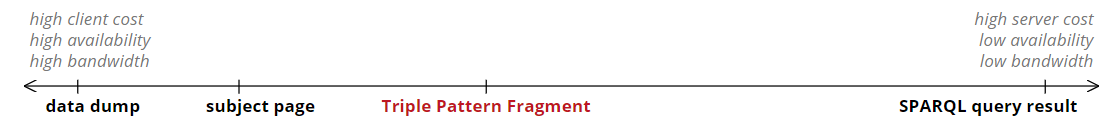 high client cost
high availability
high bandwidth
high server cost
low availability
low bandwidth
data dump
subject page
Triple Pattern Fragment
SPARQL query result